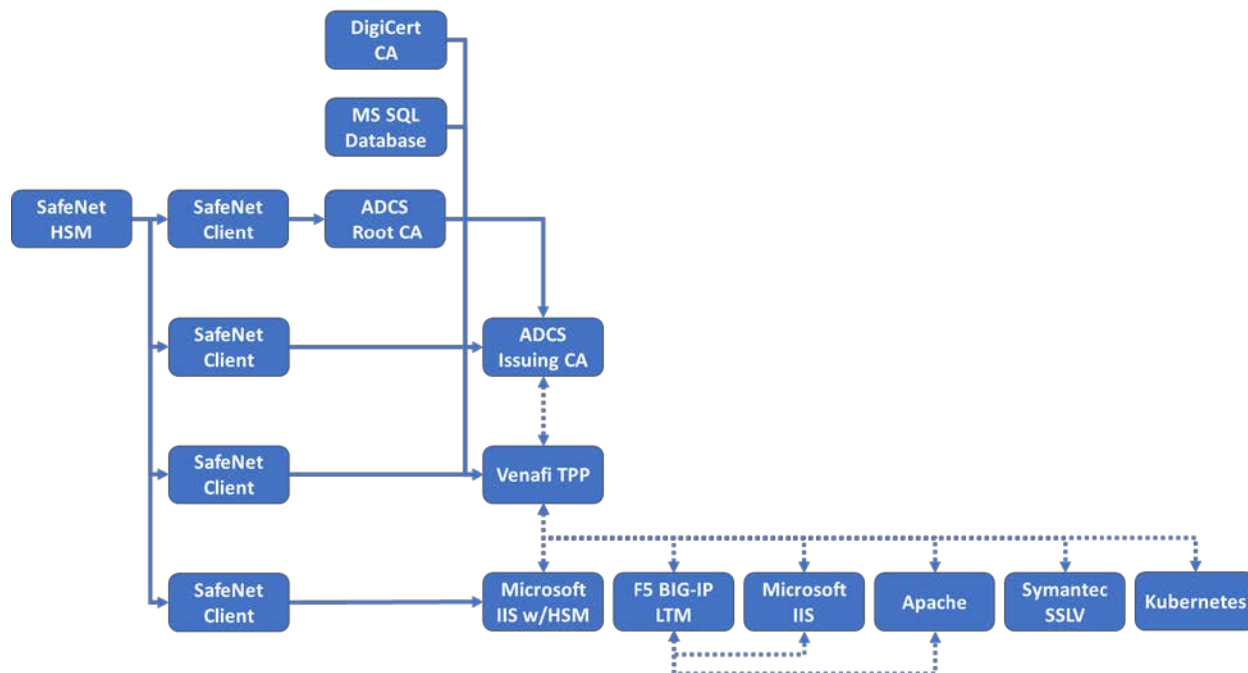 DigiCert
CA
MS SQL
Database
SafeNet
HSM
SafeNet
Client
ADCS
Root CA
SafeNet
Client
ADCS
Issuing CA
SafeNet
Client
Venafi TPP
SafeNet
Client
Microsoft
IIS w/HSM
F5 BIG-IP
LTM
Microsoft
IIS
Apache
Symantec
SSLV
Kubernetes